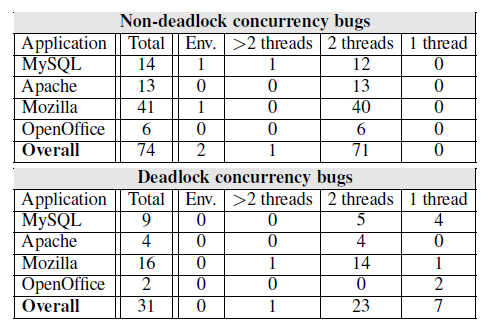 Non-deadlock concurrency bugs
Application Total Env. >2 threads 2 threads 1 thread
MySQL 14 1 1 12 0
Apache 13 0 0 13 0
Mozilla 41 1 0 40 0
OpenOffice 6 0 0 6 0
Overall 74 2 1 71 0
Deadlock concurrency bugs
Application Total Env. >2 threads 2 threads 1 thread
MySQL 9 0 0 5 4
Apache 4 0 0 4 0
Mozilla 16 0 1 14 1
OpenOffice 2 0 0 0 2
Overall 31 0 1 23 7